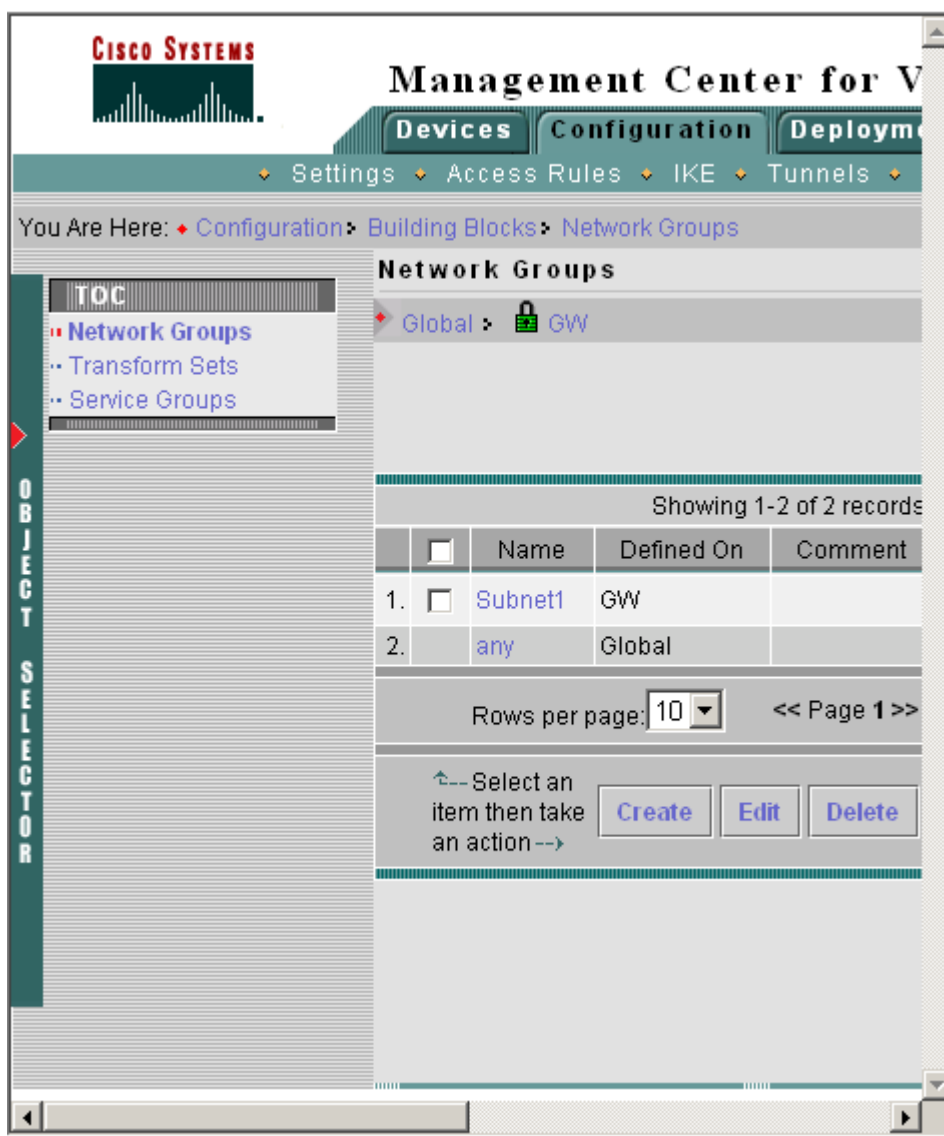 CISCO SYSTEMS
Management Center for V
Devices Configuration Deployme
Settings Access Rules IKE Tunnels
You Are Here: Configuration Building Blocks Network Groups
TOC
Network Groups
Transform Sets
Service Groups
OBJECT SELECTOR
Network Groups
Global GW
Showing 1-2 of 2 records
Name Defined On Comment
1. Subnet1 GW
2. any Global
Rows per page: 10 << Page 1 >>
Select an
item then take
an action
Create Edit Delete